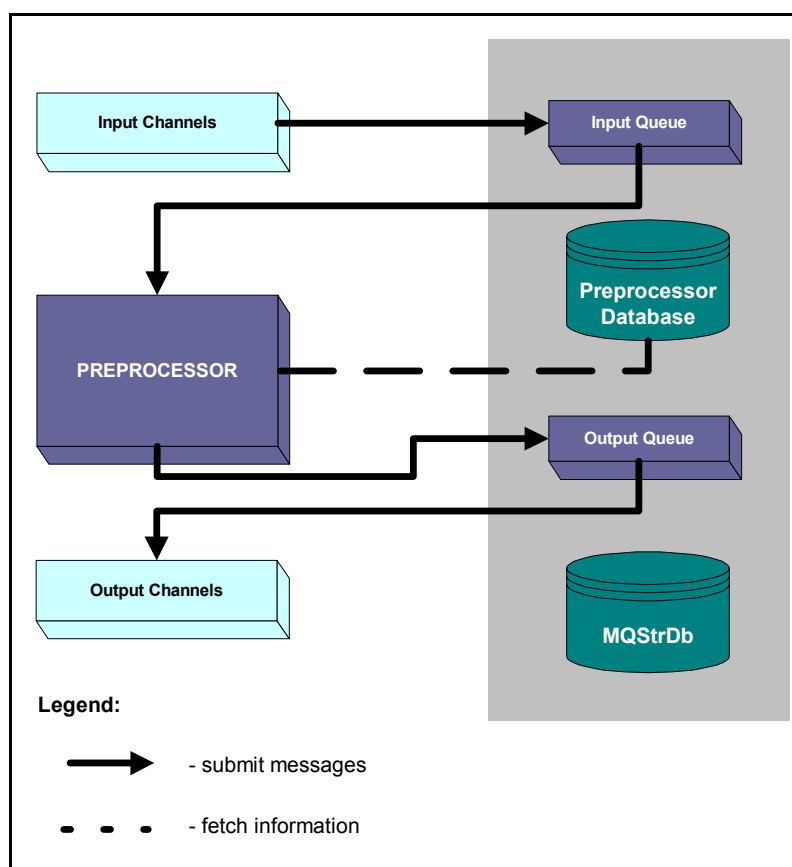 Input Channels
Input Queue
Preprocessor
Database
PREPROCESSOR
Output Queue
Output Channels
MQStrDb
Legend:
- submit messages
- fetch information